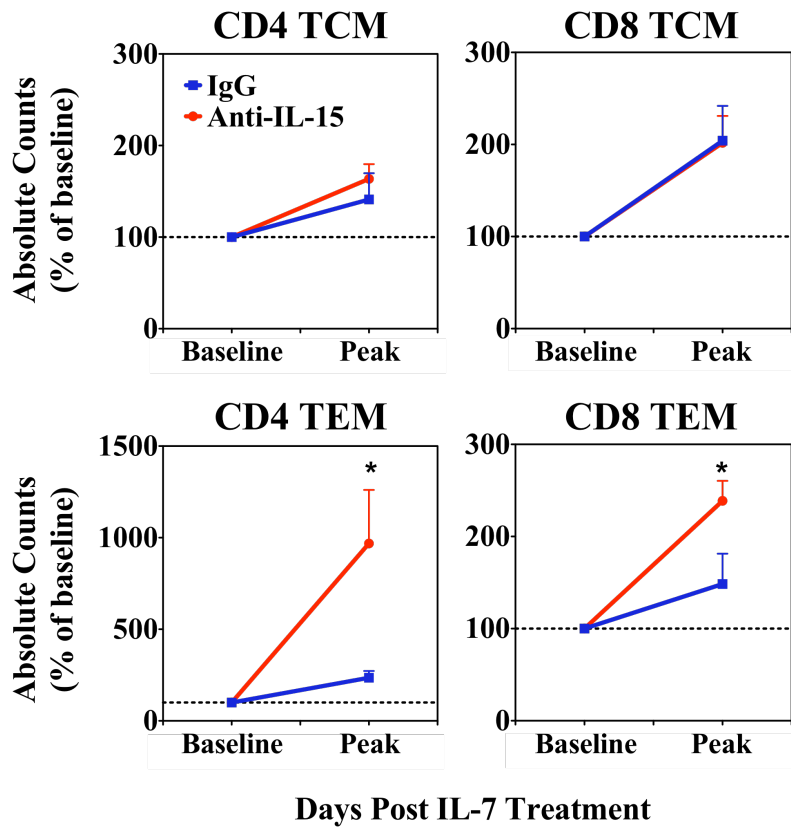 CD4 TCM
CD8 TCM
Absolute Counts
(% of baseline)
300
200
100
0
IgG
Anti-IL-15
Baseline Peak
300
200
100
0
Baseline Peak
CD4 TEM
CD8 TEM
Absolute Counts
(% of baseline)
1500
1000
500
0
*
Baseline Peak
300
200
100
0
*
Baseline Peak
Days Post IL-7 Treatment